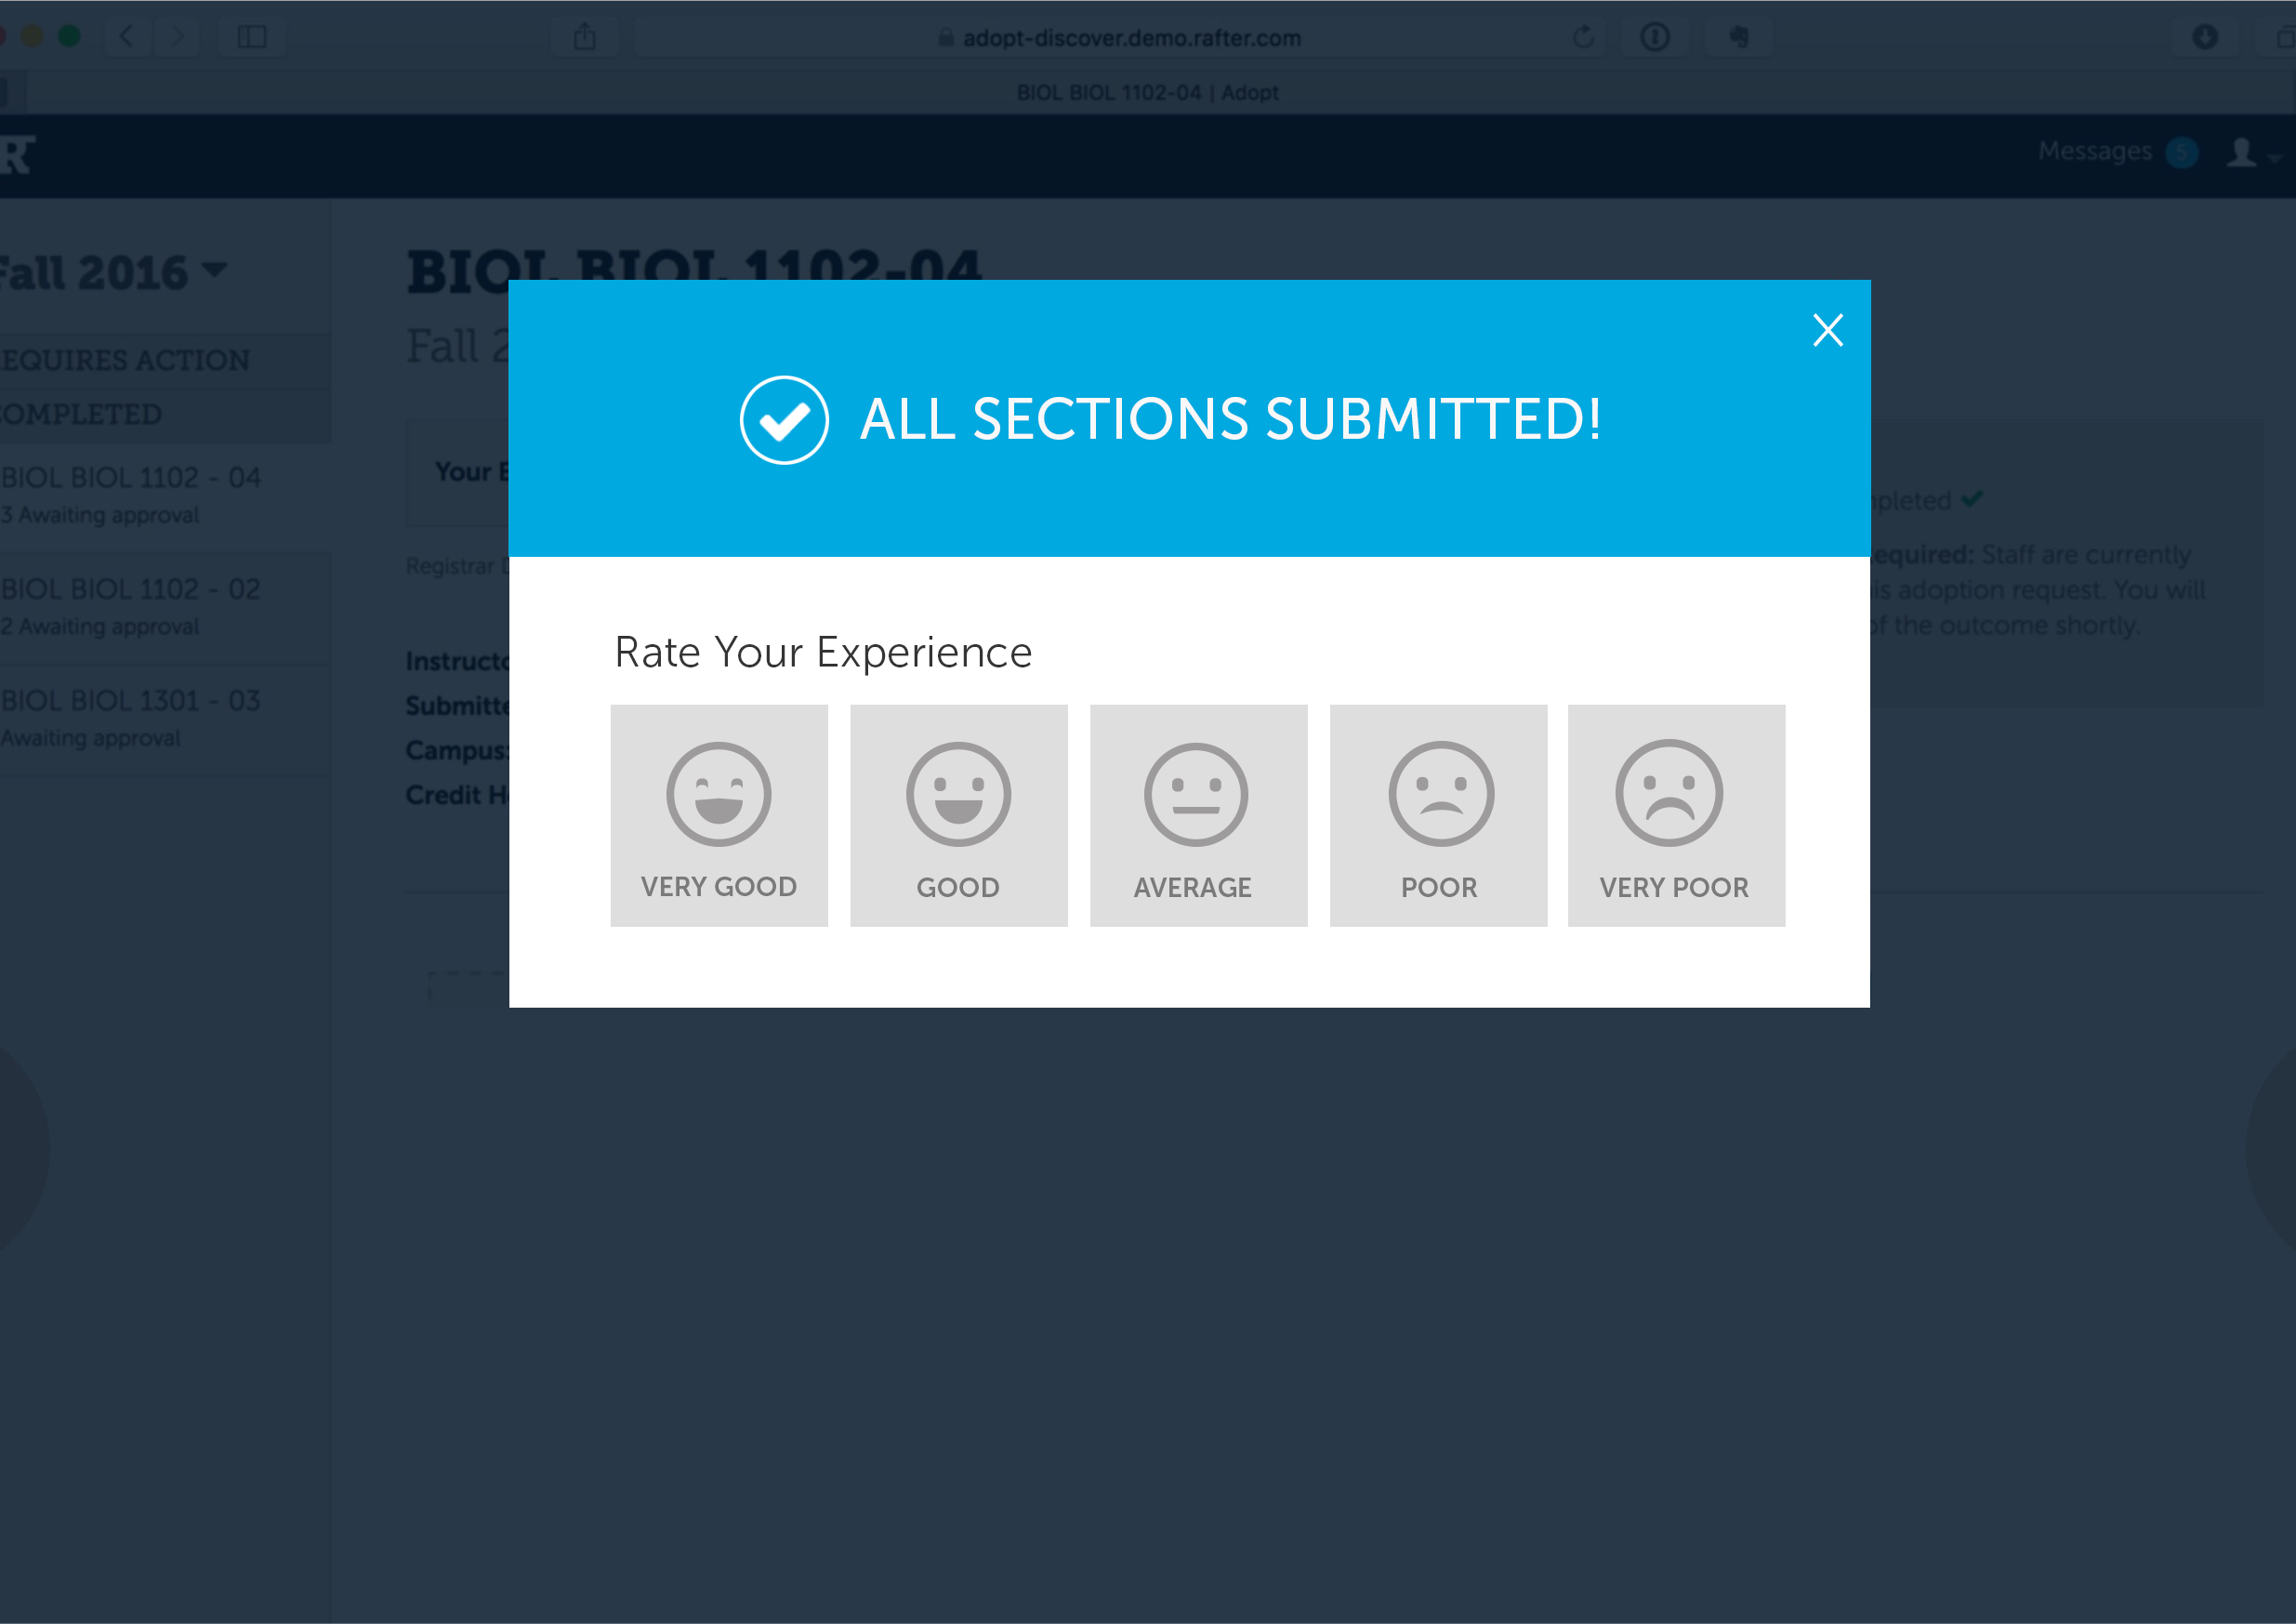 adopt-discover.demo.rafter.com
BIOL BIOL 1102-04 | Adopt
R
Messages 5
Fall 2016
BIOL BIOL 1102-04
Fall 2
EQUIRES ACTION
COMPLETED
BIOL BIOL 1102 - 04
3 Awaiting approval
BIOL BIOL 1102 - 02
2 Awaiting approval
BIOL BIOL 1301 - 03
Awaiting approval
Your E
Registrar
Instructo
Submitte
Campus:
Credit H
ALL SECTIONS SUBMITTED!
Rate Your Experience
VERY GOOD
GOOD
AVERAGE
POOR
VERY POOR
mpleted
equired: Staff are currently
is adoption request. You will
of the outcome shortly.